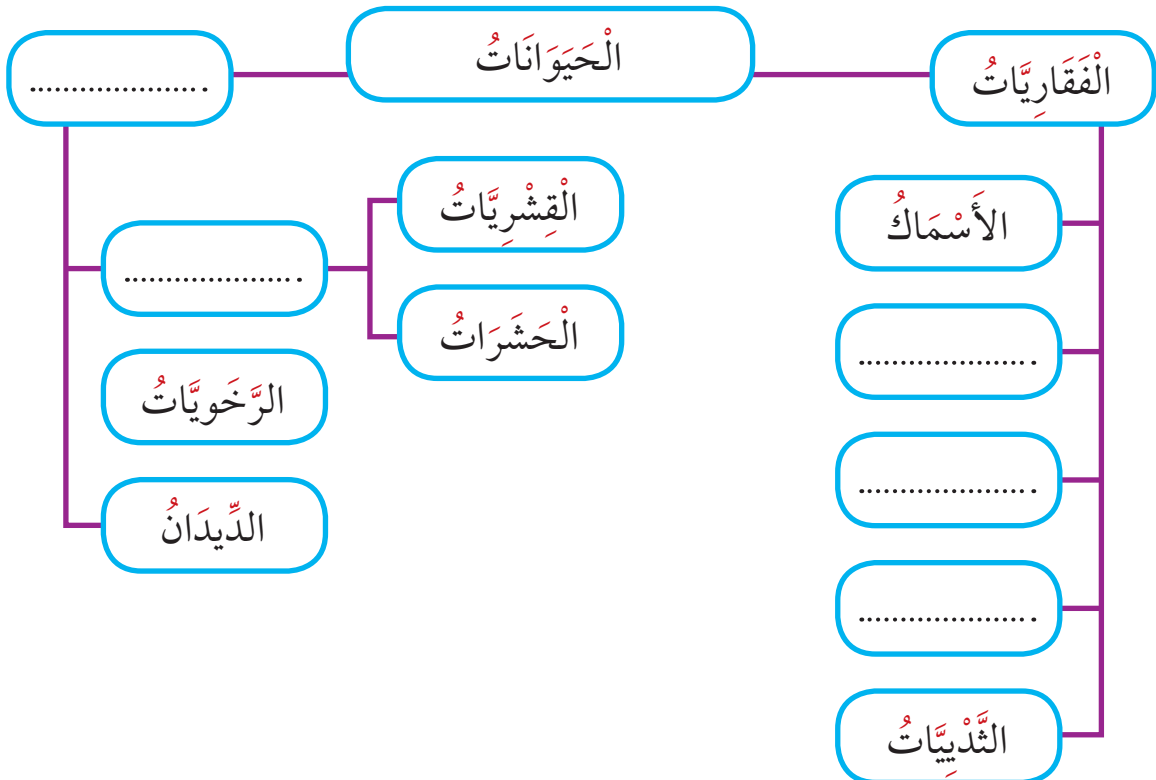 الْحَيَوَانَاتُ
الْفَقَارِيَّاتُ
.....................
الأَسْمَاكُ
.....................
.....................
.....................
الثَّدْيِيَّاتُ
.....................
الْقِشْرِيَّاتُ
الْحَشَرَاتُ
الرَّخَويَّاتُ
الدِّيدَانُ